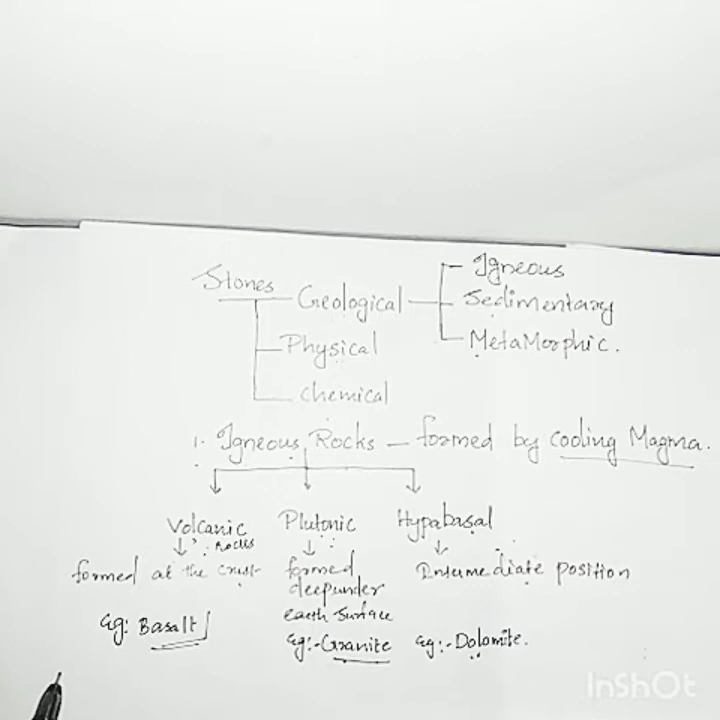 Stones
Geological
Igneous
Sedimentary
MetaMorphic.
Physical
chemical
1. Igneous Rocks – formed by cooling Magma.
Volcanic Rocks
formed at the crust
eg: Basalt
Plutonic
formed
deepunder
earth surface
eg:- Granite
Hypabasal
Intermediate position
eg:- Dolomite.
InShOt